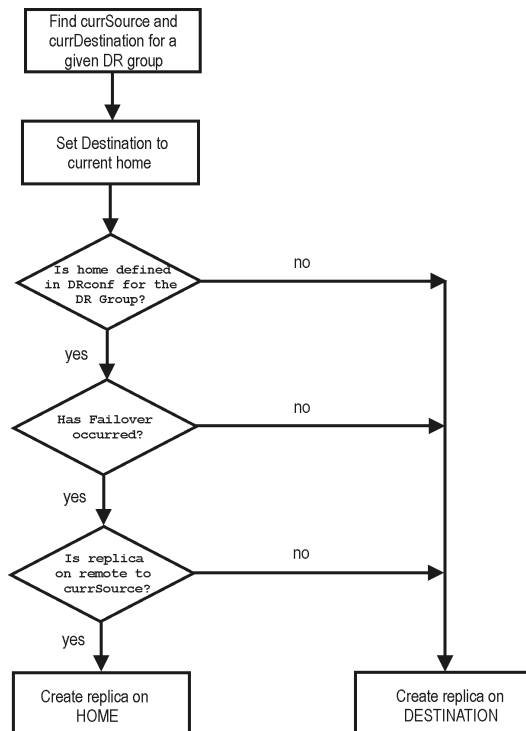 Find currSource and
currDestination for a
given DR group
Set Destination to
current home
Is home defined
in DRconf for the
DR Group?
no
yes
Has Failover
occurred?
no
yes
Is replica
on remote to
currSource?
no
yes
Create replica on
HOME
Create replica on
DESTINATION